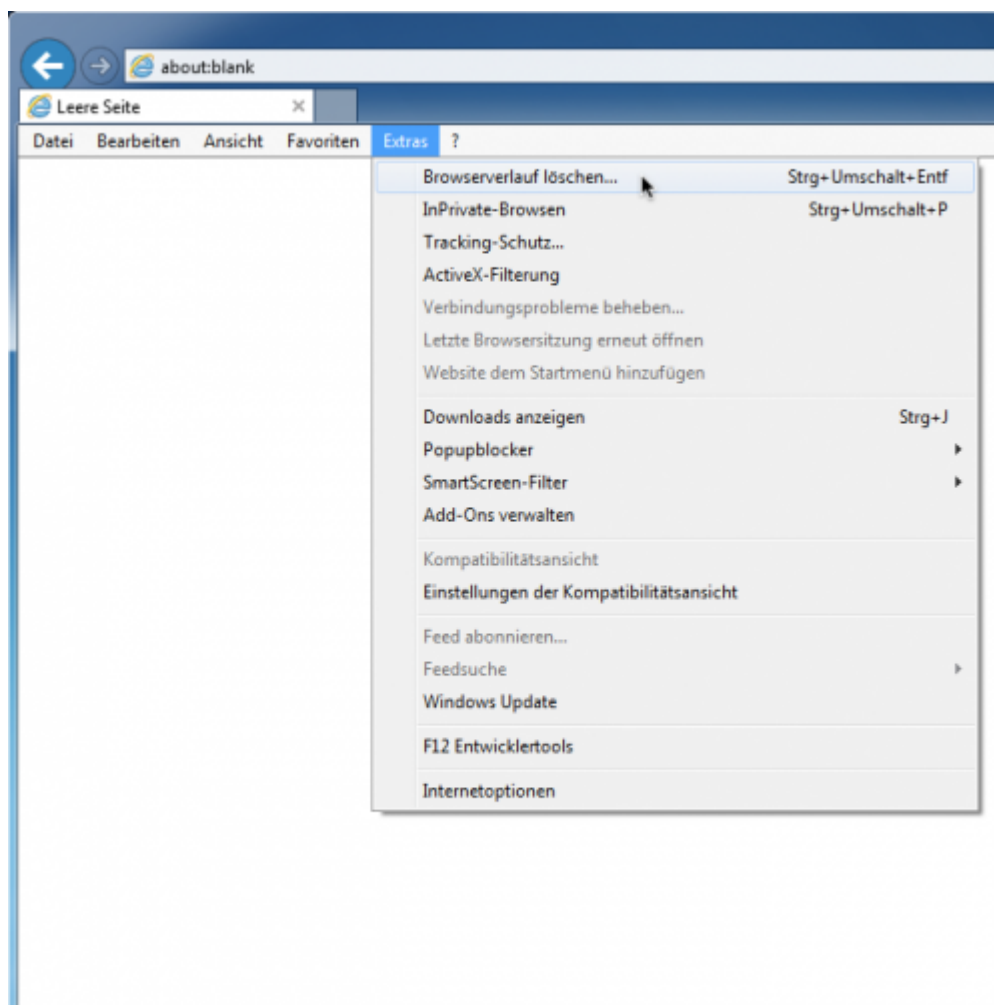 about:blank
Leere Seite
Datei Bearbeiten Ansicht Favoriten Extras ?
Browserverlauf löschen... Strg+Umschalt+Entf
InPrivate-Browsen Strg+Umschalt+P
Tracking-Schutz...
ActiveX-Filterung
Verbindungsprobleme beheben...
Letzte Browsersitzung erneut öffnen
Website dem Startmenü hinzufügen
Downloads anzeigen Strg+J
Popupblocker
SmartScreen-Filter
Add-Ons verwalten
Kompatibilitätsansicht
Einstellungen der Kompatibilitätsansicht
Feed abonnieren...
Feedsuche
Windows Update
F12 Entwicklertools
Internetoptionen